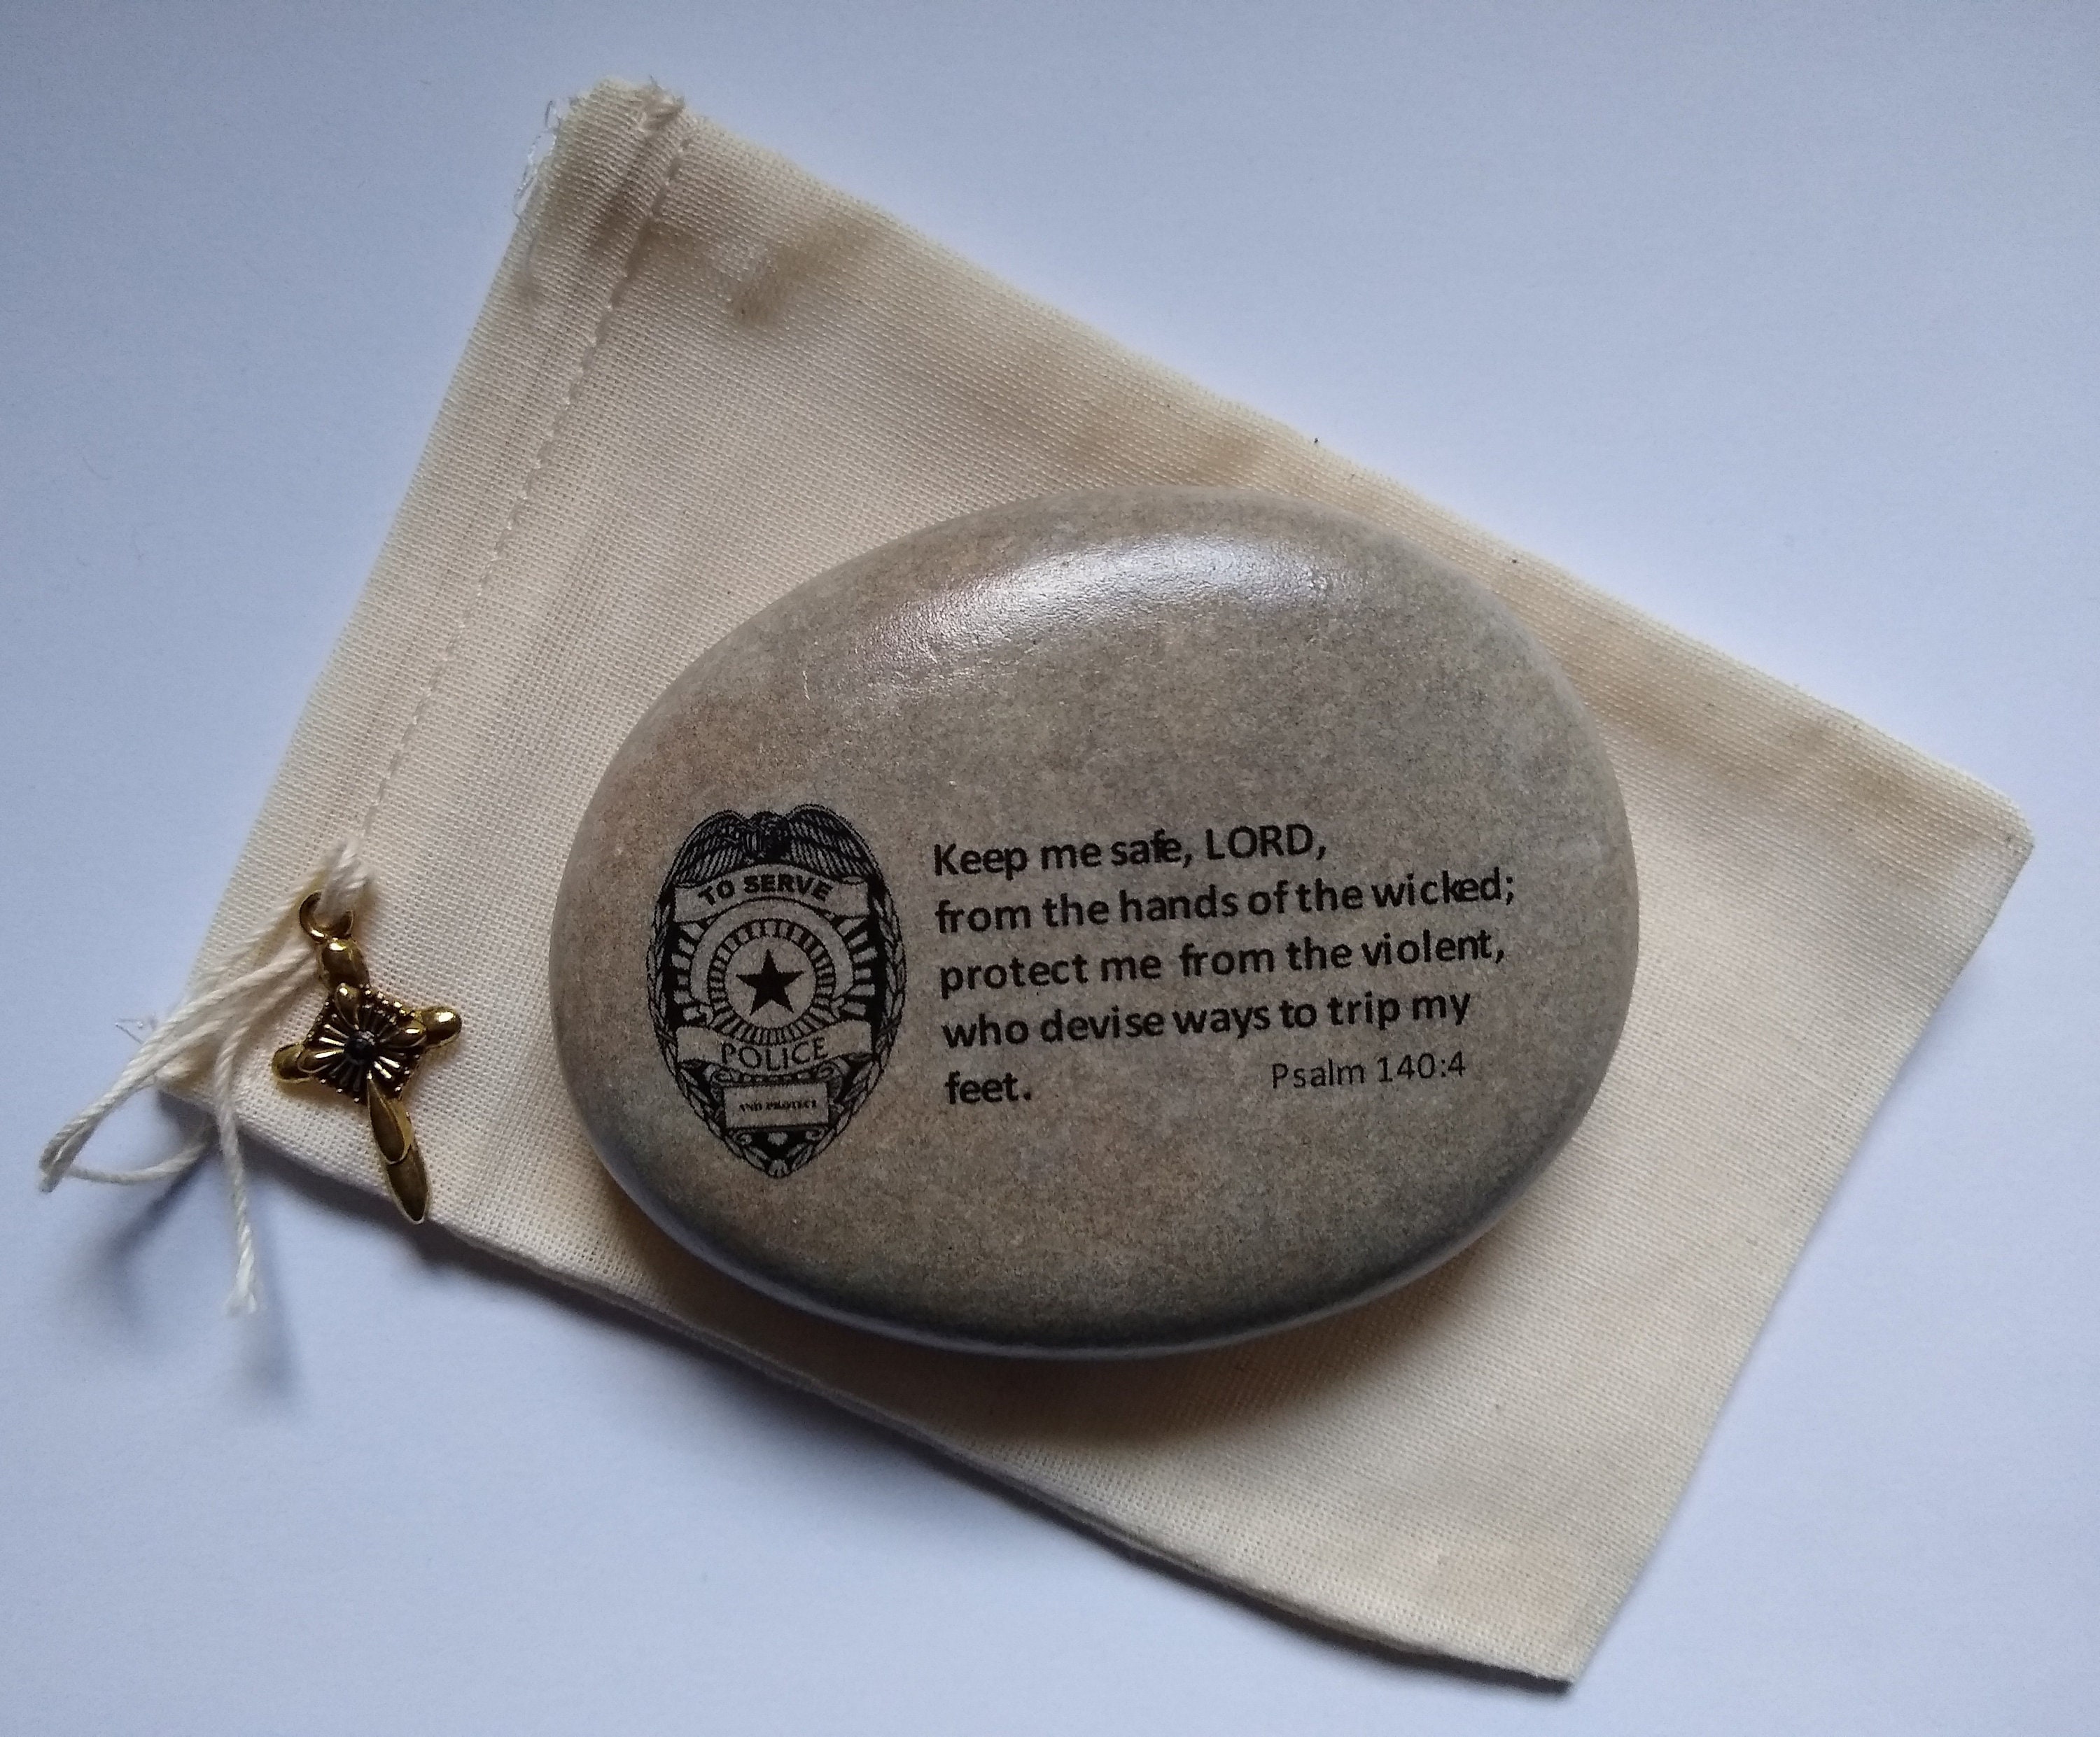 TO SERVE
POLICE
AND PROTECT
Keep me safe, LORD,
from the hands of the wicked;
protect me from the violent,
who devise ways to trip my
feet. Psalm 140:4